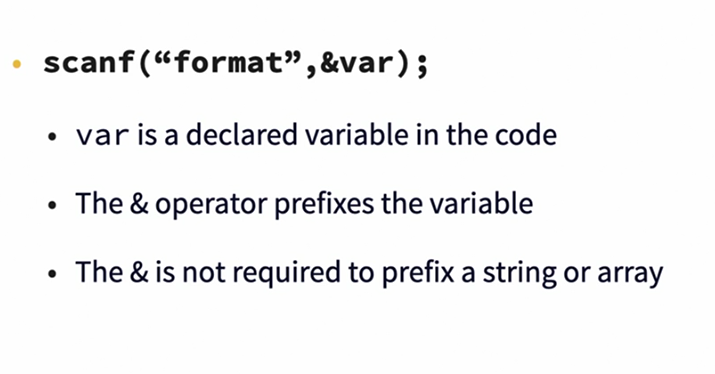 • scanf(“format”,&var);
• var is a declared variable in the code
• The & operator prefixes the variable
• The & is not required to prefix a string or array